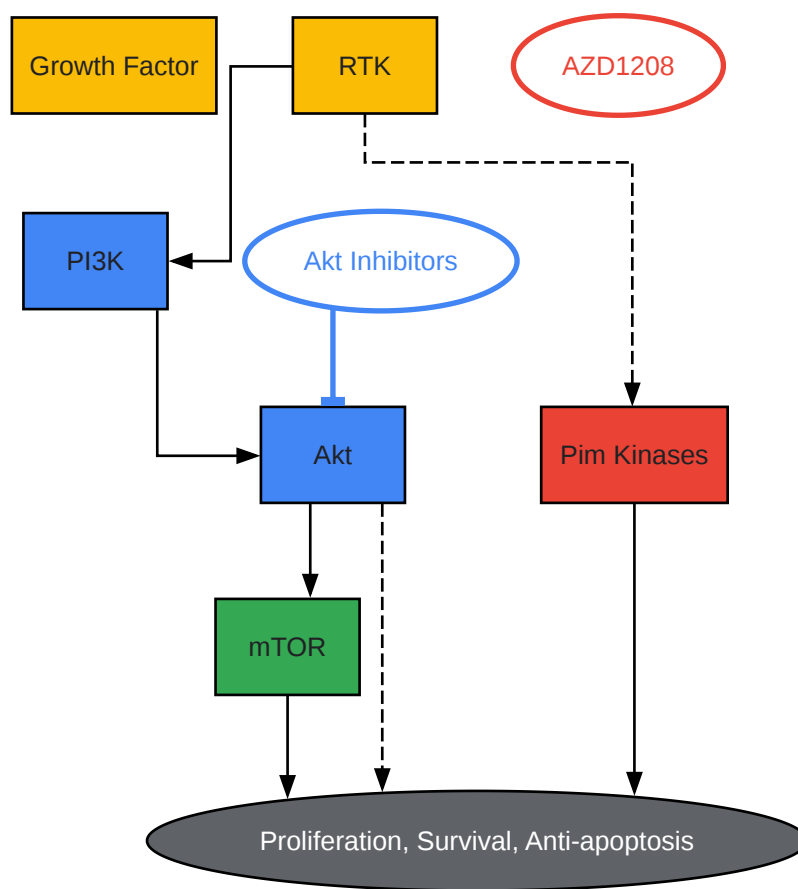 Growth Factor
RTK
AZD1208
PI3K
Akt Inhibitors
Akt
Pim Kinases
mTOR
Proliferation, Survival, Anti-apoptosis